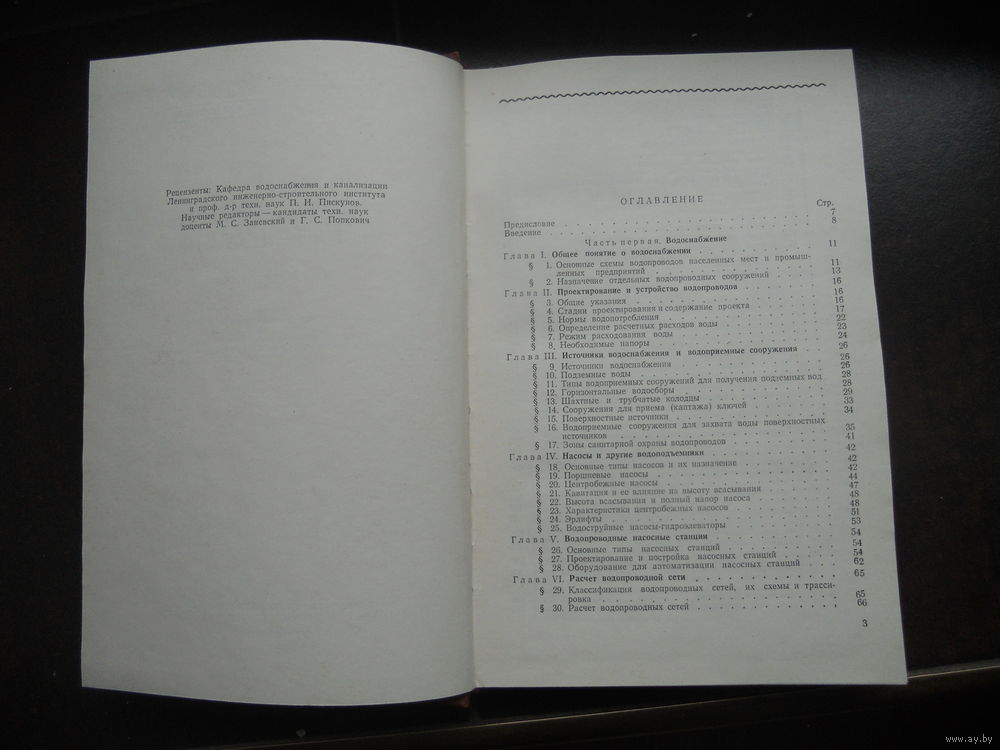 Рецензенты: Кафедра водоснабжения и канализации
Ленинградского инженерно-строительного института
и проф. д-р техн. наук П. И. Пискунов.
Научные редакторы — кандидаты техн. наук
доценты М. С. Заневский и Г. С. Попкович
ОГЛАВЛЕНИЕ
Стр.
Предисловие 7
Введение 8
Часть первая. Водоснабжение
Глава I. Общее понятие о водоснабжении 11
§ 1. Основные схемы водопроводов населенных мест и промыш-
ленных предприятий 11
§ 2. Назначение отдельных водопроводных сооружений 13
Глава II. Проектирование и устройство водопроводов 16
§ 3. Общие указания 16
§ 4. Стадии проектирования и содержание проекта 16
§ 5. Нормы водопотребления 17
§ 6. Определение расчетных расходов воды 22
§ 7. Режим расходования воды 23
§ 8. Необходимые напоры 24
Глава III. Источники водоснабжения и водоприемные сооружения 26
§ 9. Источники водоснабжения 26
§ 10. Подземные воды 26
§ 11. Типы водоприемных сооружений для получения подземных вод 28
§ 12. Горизонтальные водосборы 28
§ 13. Шахтные и трубчатые колодцы 29
§ 14. Сооружения для приема (каптажа) ключей 33
§ 15. Поверхностные источники 34
§ 16. Водоприемные сооружения для захвата воды поверхностных
источников 35
§ 17. Зоны санитарной охраны водопроводов 41
Глава IV. Насосы и другие водоподъемники 42
§ 18. Основные типы насосов и их назначение 42
§ 19. Поршневые насосы 42
§ 20. Центробежные насосы 44
§ 21. Кавитация и ее влияние на высоту всасывания 47
§ 22. Высота всасывания и полный напор насоса 48
§ 23. Характеристики центробежных насосов 48
§ 24. Эрлифты 51
§ 25. Водоструйные насосы-гидроэлеваторы 53
Глава V. Водопроводные насосные станции 54
§ 26. Основные типы насосных станций 54
§ 27. Проектирование и постройка насосных станций 54
§ 28. Оборудование для автоматизации насосных станций 62
Глава VI. Расчет водопроводной сети 65
§ 29. Классификация водопроводных сетей, их схемы и трасси-
ровка 65
§ 30. Расчет водопроводных сетей 66
3
www.ay.by